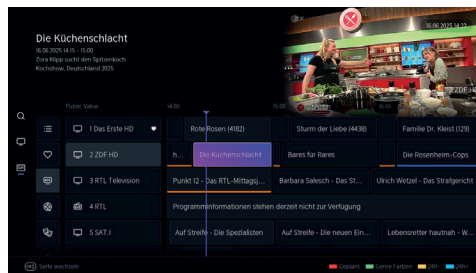 Die Küchenschlacht
16.06.2025 14:15 - 15:00
Zora Klipp sucht den Spitzenkoch
Kochshow, Deutschland 2025
16.06.2025 14:22
Public Value
14:00
15:00
1 Das Erste HD
Rote Rosen (4182)
Sturm der Liebe (4438)
Familie Dr. Kleist (129)
2 ZDF HD
h...
Die Küchenschlacht
Bares für Rares
Die Rosenheim-Cops
3 RTL Television
Punkt 12 - Das RTL-Mittagsj...
Barbara Salesch - Das St...
Ulrich Wetzel - Das Strafgericht
4 RTL
Programminformationen stehen derzeit nicht zur Verfügung
5 SAT.1
Auf Streife - Die Spezialisten
Auf Streife - Die neuen Ein...
Lebensretter hautnah - W...
Seite wechseln
Geplant
Genre Farben
24h-
24h+